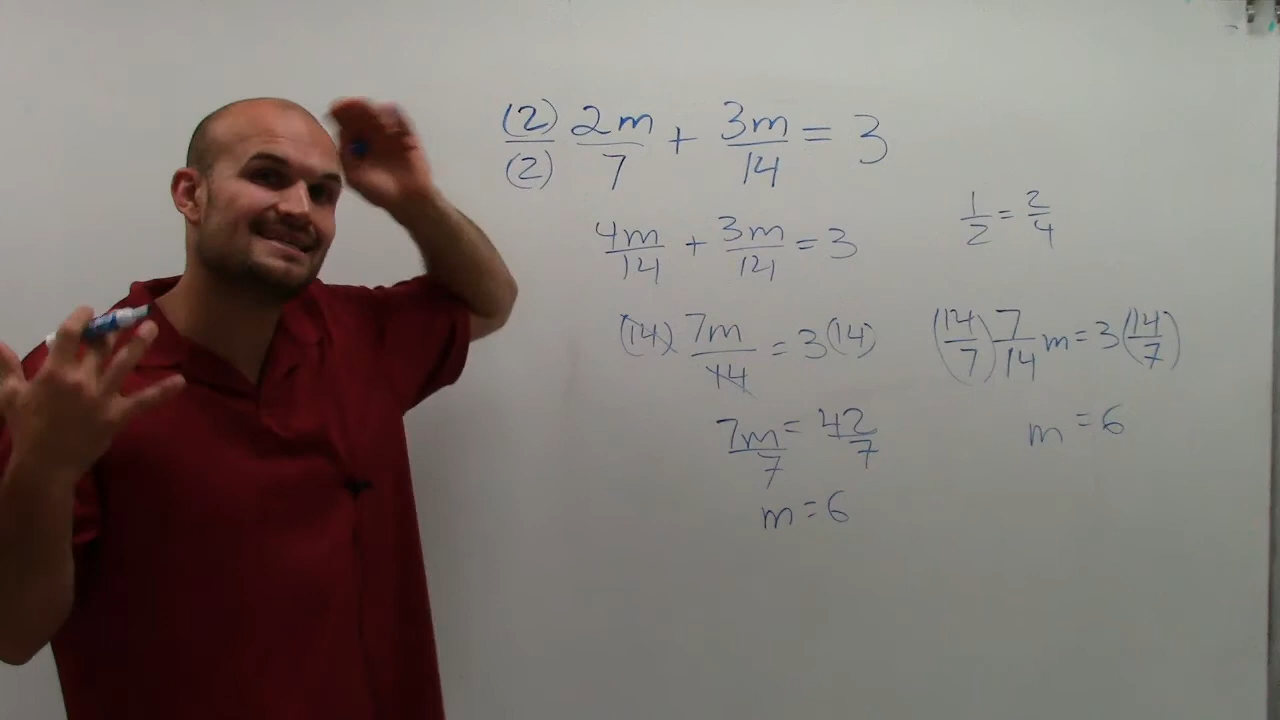 (2)/(2) 2m/7 + 3m/14 = 3
4m/14 + 3m/14 = 3
1/2 = 2/4
(14) 7m/14 = 3(14)
7m/7 = 42/7
m = 6
(14/7) 7/14 m = 3(14/7)
m = 6